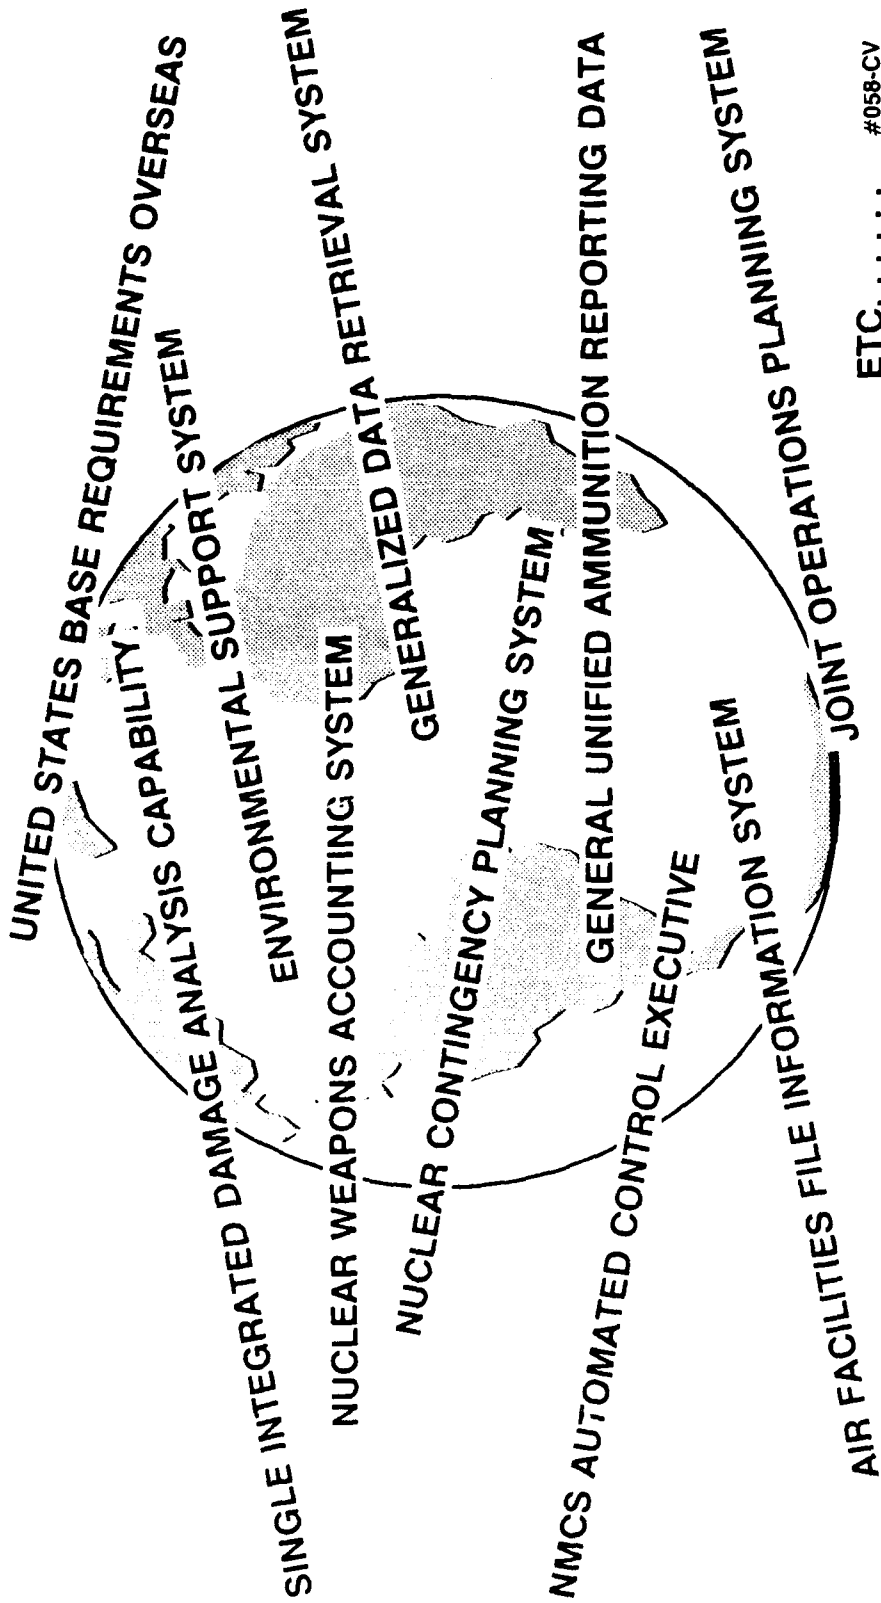 UNITED STATES BASE REQUIREMENTS OVERSEAS
SINGLE INTEGRATED DAMAGE ANALYSIS CAPABILITY
ENVIRONMENTAL SUPPORT SYSTEM
NUCLEAR WEAPONS ACCOUNTING SYSTEM
GENERALIZED DATA RETRIEVAL SYSTEM
NUCLEAR CONTINGENCY PLANNING SYSTEM
GENERAL UNIFIED AMMUNITION REPORTING DATA
NMCS AUTOMATED CONTROL EXECUTIVE
AIR FACILITIES FILE INFORMATION SYSTEM
JOINT OPERATIONS PLANNING SYSTEM
ETC. . . . . . .
#058-CV